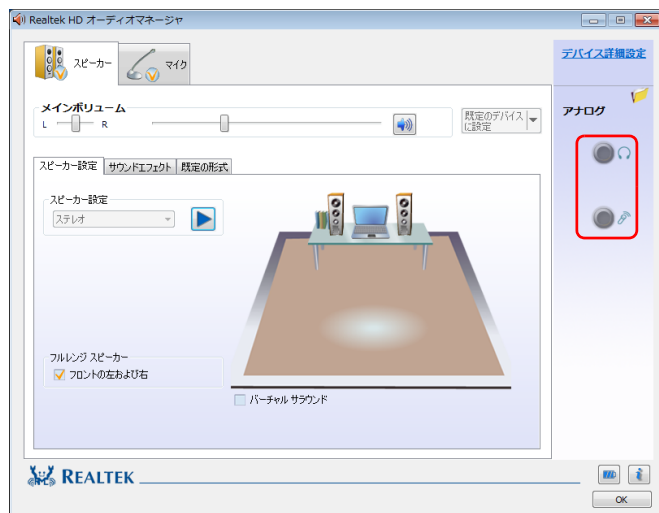 Realtek HD オーディオマネージャ
スピーカー
マイク
デバイス詳細設定
メインボリューム
L
R
既定のデバイス
に設定
アナログ
スピーカー設定
サウンドエフェクト
既定の形式
スピーカー設定
ステレオ
フルレンジ スピーカー
フロントの左および右
バーチャル サラウンド
REALTEK
OK